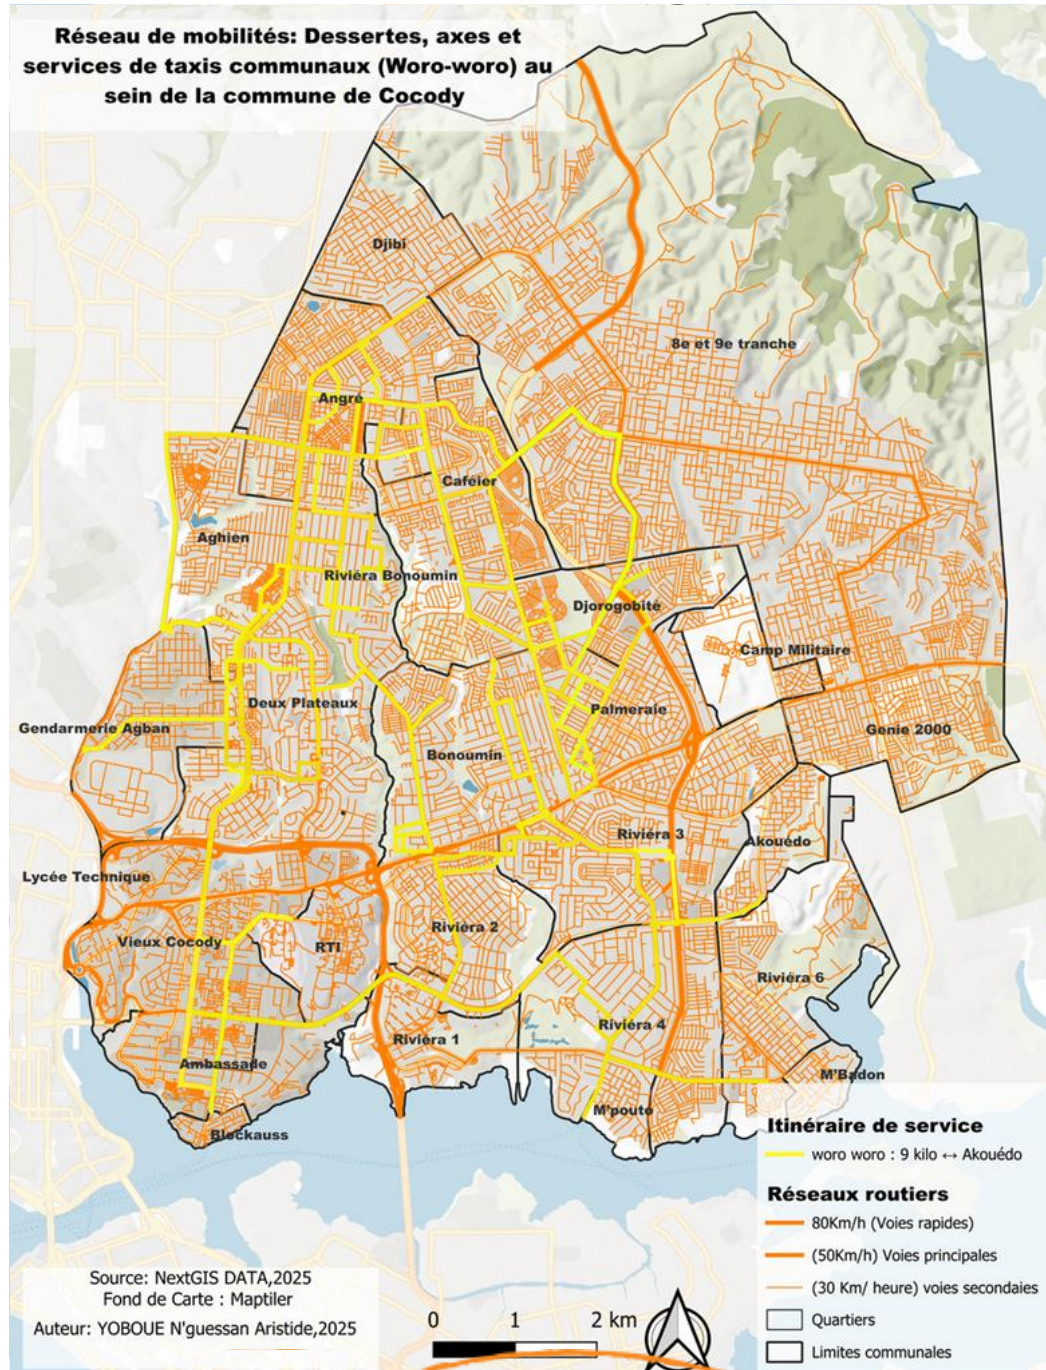 Réseau de mobilités: Dessertes, axes et
services de taxis communaux (Woro-woro) au
sein de la commune de Cocody
Djibi
8e et 9e tranche
Angré
Caféier
Aghien
Riviéra Bonoumin
Djorogobité
Camp Militaire
Deux Plateaux
Palmeraie
Gendarmerie Agban
Genie 2000
Bonoumin
Riviéra 3
Akouédo
Lycée Technique
Riviéra 2
Vieux Cocody
RTI
Riviéra 6
Riviéra 4
Riviéra 1
Ambassade
M'Badon
M'pouto
Blockauss
Itinéraire de service
woro woro : 9 kilo ↔ Akouédo
Réseaux routiers
80Km/h (Voies rapides)
(50Km/h) Voies principales
(30 Km/ heure) voies secondaies
Quartiers
Limites communales
Source: NextGIS DATA,2025
Fond de Carte : Maptiler
Auteur: YOBOUE N'guessan Aristide,2025
0 1 2 km